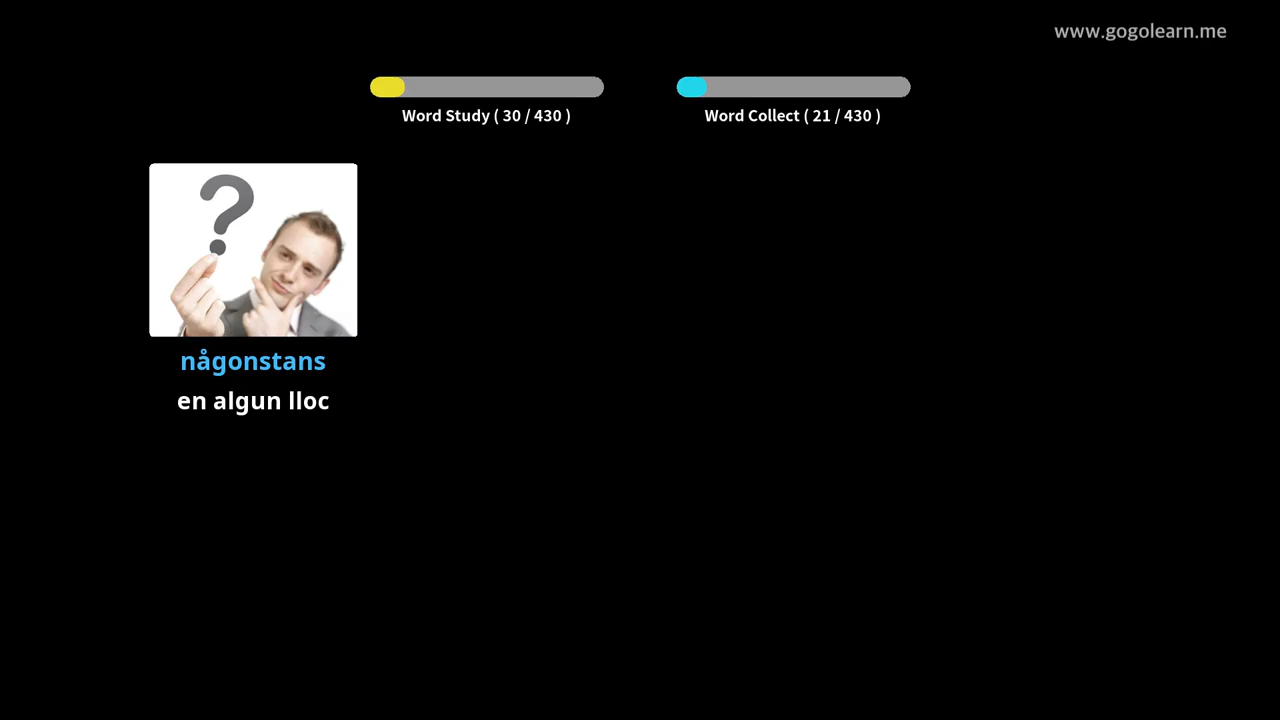 www.gogolearn.me
Word Study ( 30 / 430 )
Word Collect ( 21 / 430 )
?
någonstans
en algun lloc